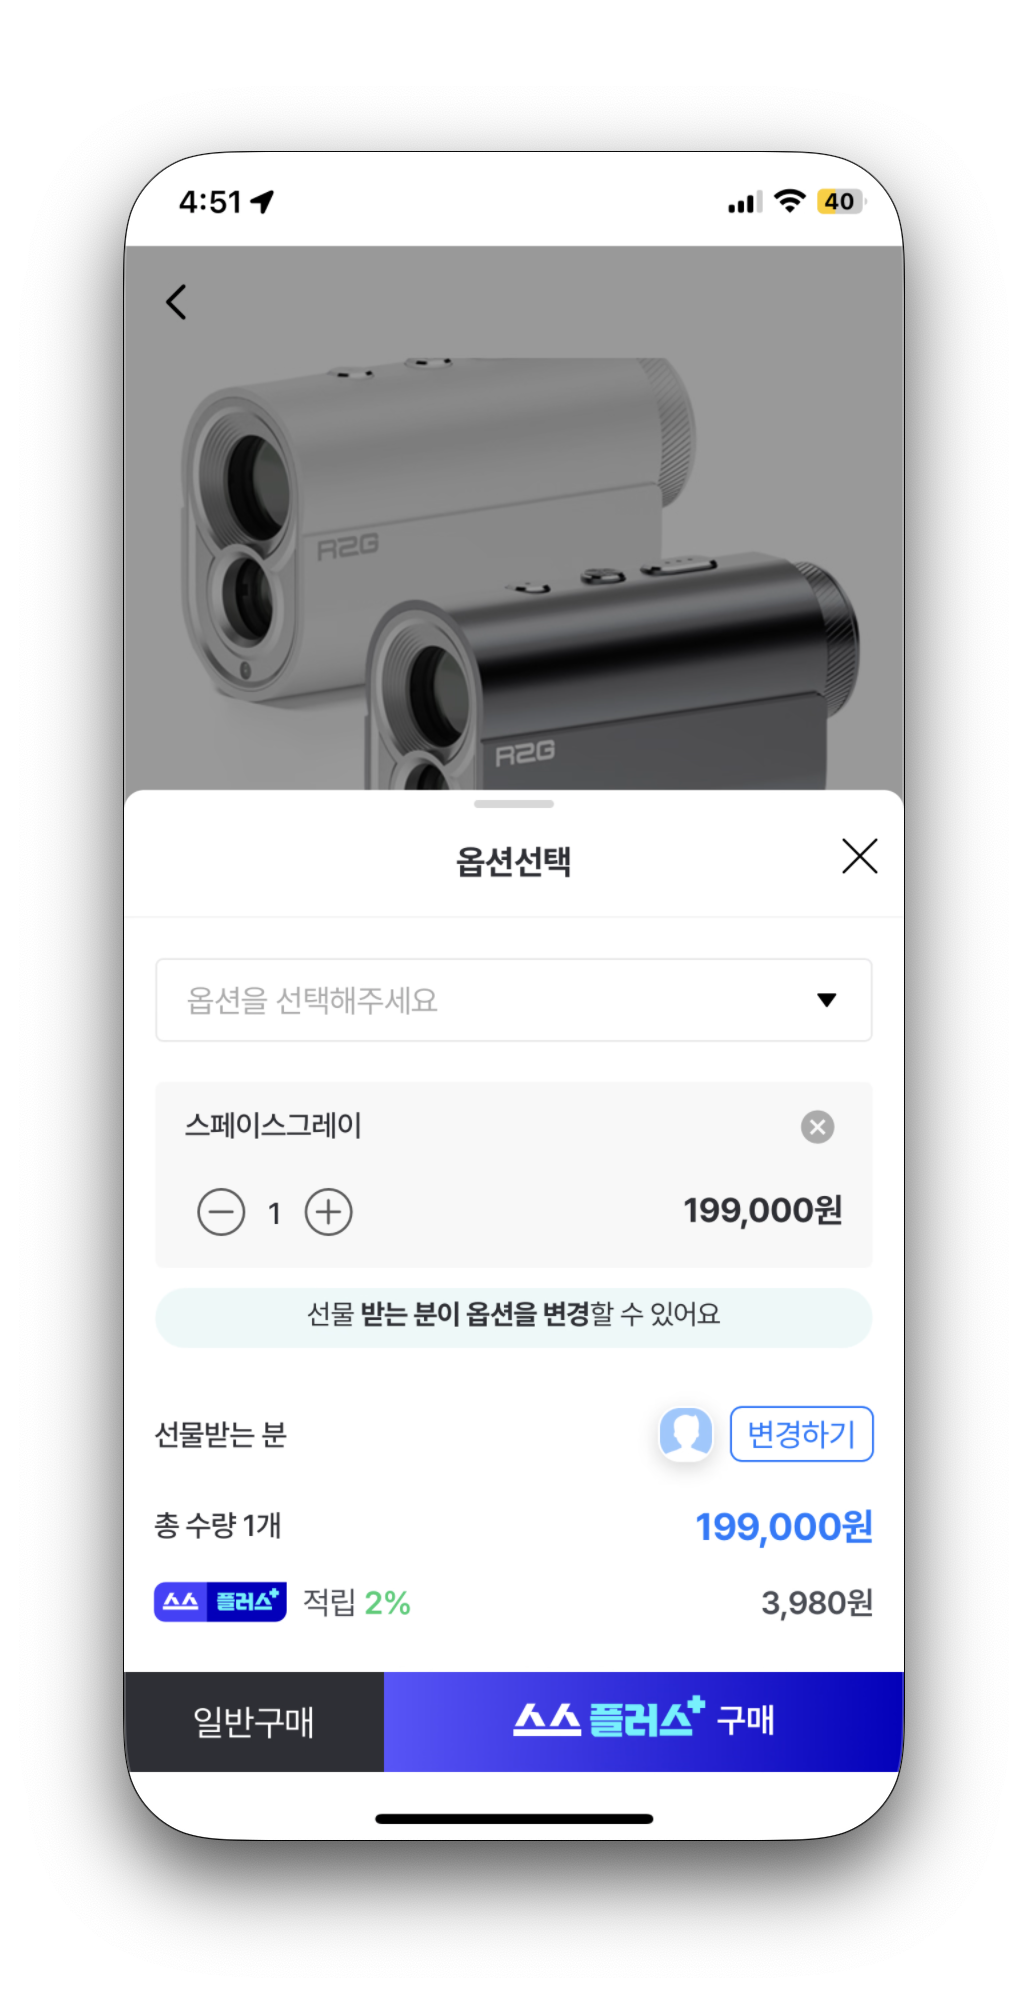 4:51
40
R2G
R2G
옵션선택
옵션을 선택해주세요
스페이스그레이
1
199,000원
선물 받는 분이 옵션을 변경할 수 있어요
선물받는 분
변경하기
총 수량 1개
199,000원
스스 플러스+ 적립 2%
3,980원
일반구매
스스 플러스+ 구매